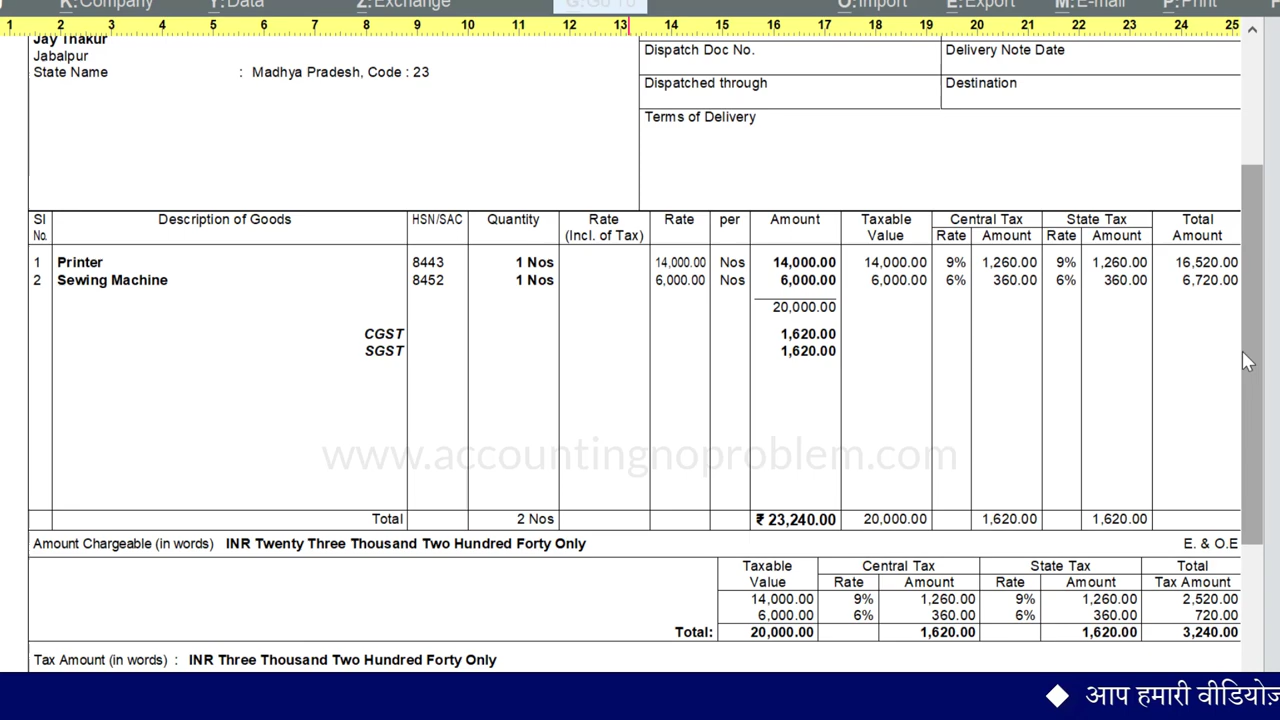 K:Company Y:Data Z:Exchange G:Go To O:Import E:Export M:E-mail P:Print
1 2 3 4 5 6 7 8 9 10 11 12 13 14 15 16 17 18 19 20 21 22 23 24 25
Jay Thakur
Jabalpur
State Name : Madhya Pradesh, Code : 23
Dispatch Doc No. Delivery Note Date
Dispatched through Destination
Terms of Delivery
Sl Description of Goods HSN/SAC Quantity Rate Rate per Amount Taxable Central Tax State Tax Total
No. (Incl. of Tax) Value Rate Amount Rate Amount Amount
1 Printer 8443 1 Nos 14,000.00 Nos 14,000.00 14,000.00 9% 1,260.00 9% 1,260.00 16,520.00
2 Sewing Machine 8452 1 Nos 6,000.00 Nos 6,000.00 6,000.00 6% 360.00 6% 360.00 6,720.00
20,000.00
CGST 1,620.00
SGST 1,620.00
www.accountingnoproblem.com
Total 2 Nos ₹ 23,240.00 20,000.00 1,620.00 1,620.00
Amount Chargeable (in words) INR Twenty Three Thousand Two Hundred Forty Only E. & O.E
Taxable Central Tax State Tax Total
Value Rate Amount Rate Amount Tax Amount
14,000.00 9% 1,260.00 9% 1,260.00 2,520.00
6,000.00 6% 360.00 6% 360.00 720.00
Total: 20,000.00 1,620.00 1,620.00 3,240.00
Tax Amount (in words) : INR Three Thousand Two Hundred Forty Only
◆ आप हमारी वीडियोज़